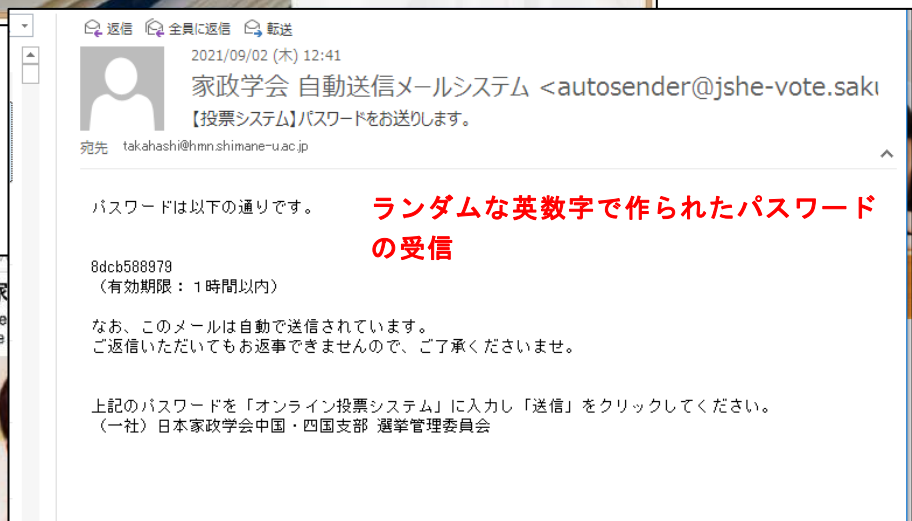 返信 全員に返信 転送
2021/09/02 (木) 12:41
家政学会 自動送信メールシステム <autosender@jshe-vote.saku
【投票システム】パスワードをお送りします。
宛先 takahashi@hmn.shimane-u.ac.jp
パスワードは以下の通りです。
ランダムな英数字で作られたパスワード
の受信
8dcb588979
(有効期限:1時間以内)
なお、このメールは自動で送信されています。
ご返信いただいてもお返事できませんので、ご了承くださいませ。
上記のパスワードを「オンライン投票システム」に入力し「送信」をクリックしてください。
(一社)日本家政学会中国・四国支部 選挙管理委員会